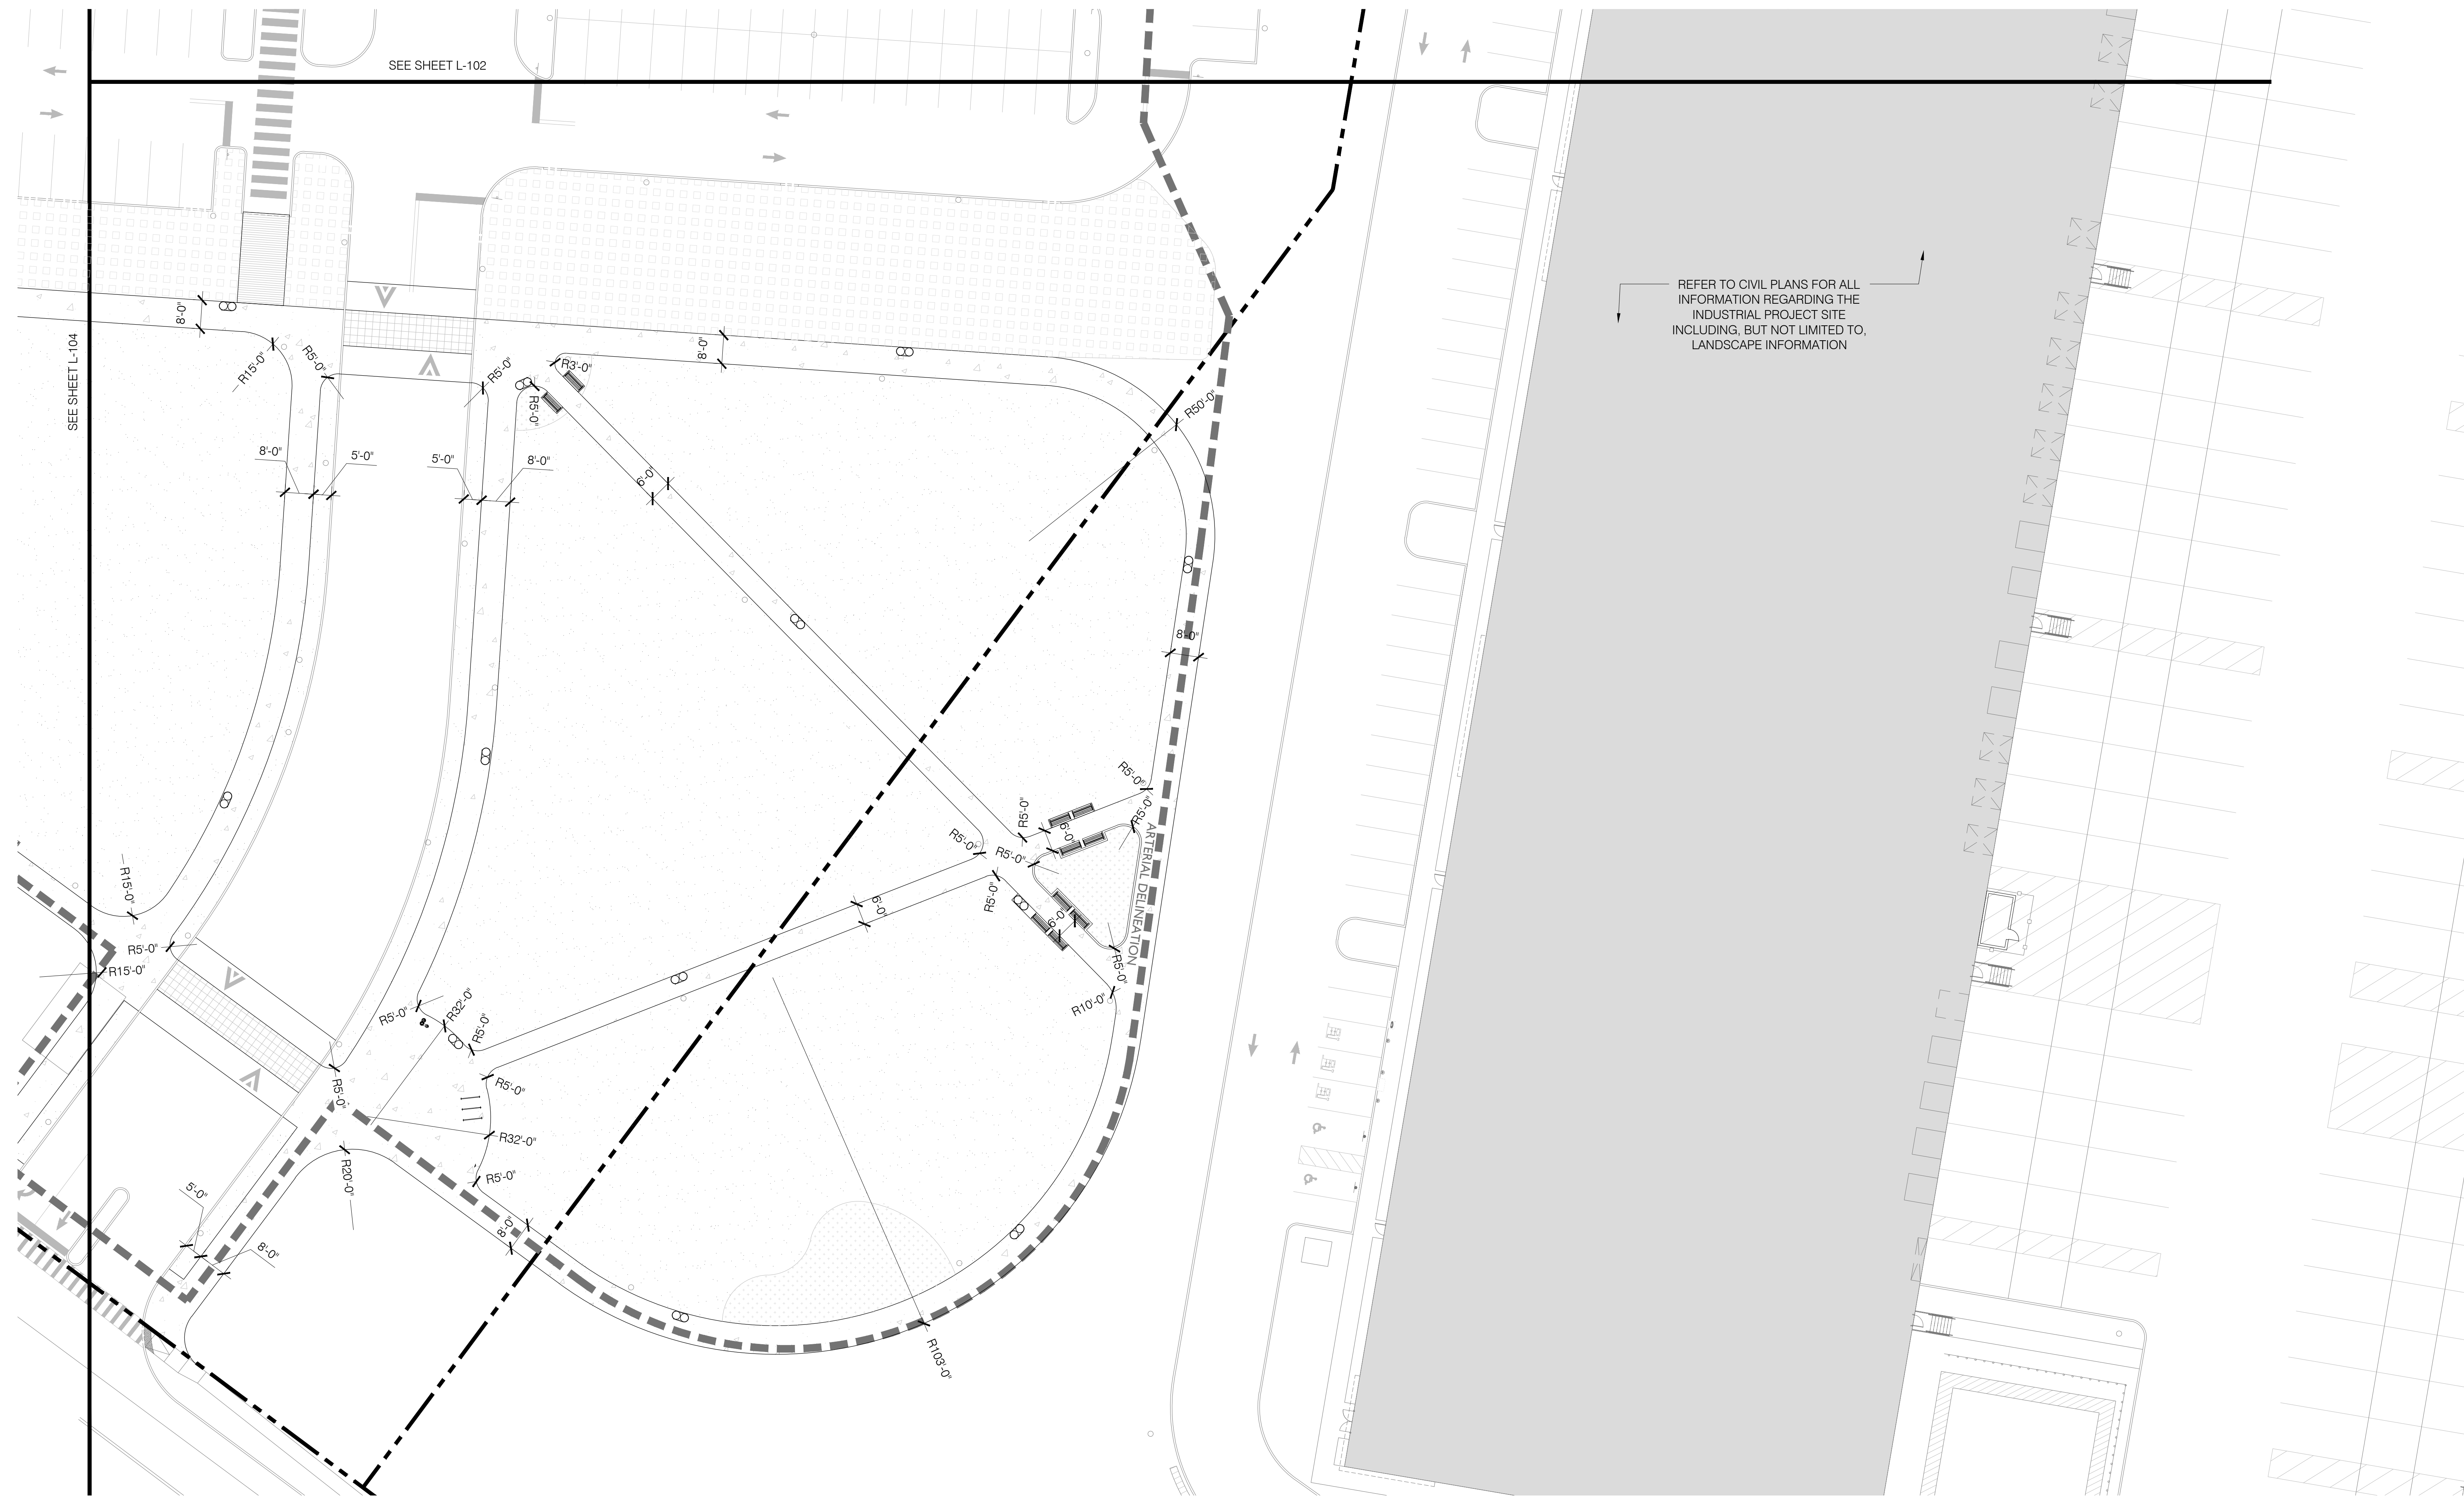 SEE SHEET L-102
SEE SHEET L-104
REFER TO CIVIL PLANS FOR ALL
INFORMATION REGARDING THE
INDUSTRIAL PROJECT SITE
INCLUDING, BUT NOT LIMITED TO,
LANDSCAPE INFORMATION
8'-0"
R15'-0"
R5'-0"
R5'-0"
R5'-0"
R3'-0"
8'-0"
R50'-0"
8'-0"
5'-0"
5'-0"
8'-0"
6'-0"
8'-0"
R5'-0"
R5'-0"
R5'-0"
6'-0"
R5'-0"
R5'-0"
R5'-0"
6'-0"
6'-0"
ARTERIAL DELINEATION
R5'-0"
R10'-0"
R15'-0"
R5'-0"
R15'-0"
R5'-0"
R32'-0"
R5'-0"
R5'-0"
R5'-0"
R32'-0"
R5'-0"
R20'-0"
5'-0"
8'-0"
8'-0"
R103'-0"